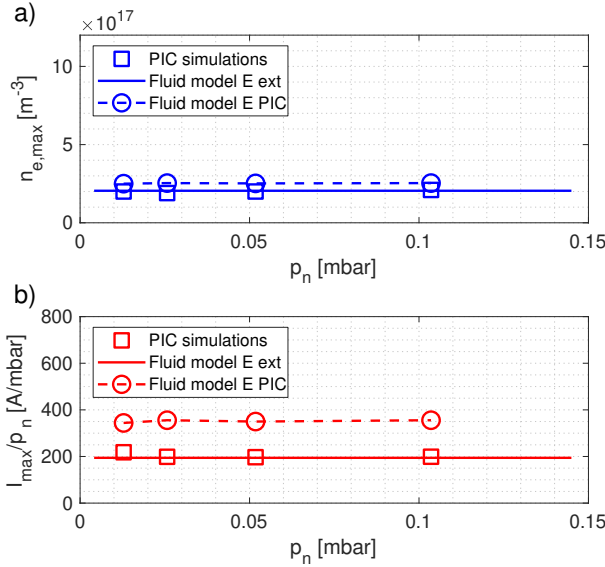 a)
×10^17
n_e,max [m^-3]
10
5
0
PIC simulations
Fluid model E ext
Fluid model E PIC
0 0.05 0.1 0.15
p_n [mbar]
b)
I_max/p_n [A/mbar]
800
600
400
200
0
PIC simulations
Fluid model E ext
Fluid model E PIC
0 0.05 0.1 0.15
p_n [mbar]